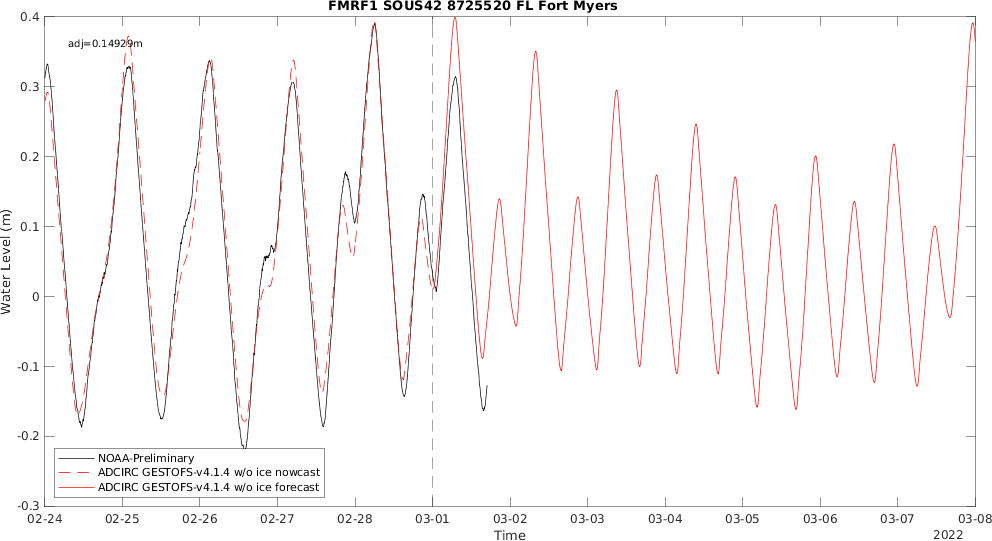 FMRF1 SOUS42 8725520 FL Fort Myers
adj=0.14929m
Water Level (m)
0.4
0.3
0.2
0.1
0
-0.1
-0.2
-0.3
NOAA-Preliminary
ADCIRC GESTOFS-v4.1.4 w/o ice nowcast
ADCIRC GESTOFS-v4.1.4 w/o ice forecast
02-24 02-25 02-26 02-27 02-28 03-01 03-02 03-03 03-04 03-05 03-06 03-07 03-08
Time
2022